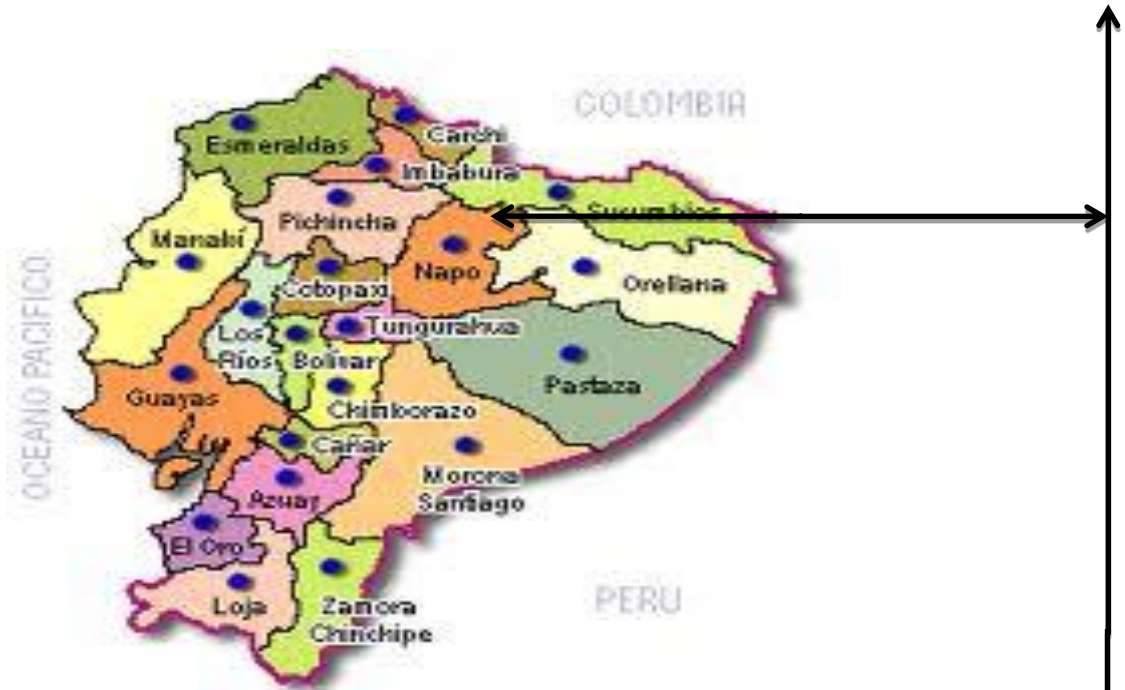 COLOMBIA
Carchi
Esmeraldas
Imbabura
Sucumbios
Pichincha
Manabí
Napo
Orellana
Cotopaxi
Tungurahua
Los
Ríos
Bolívar
Pastaza
Guayas
Chimborazo
OCEANO PACIFICO
Cañar
Morona
Santiago
Azuay
El Oro
PERU
Loja
Zamora
Chinchipe